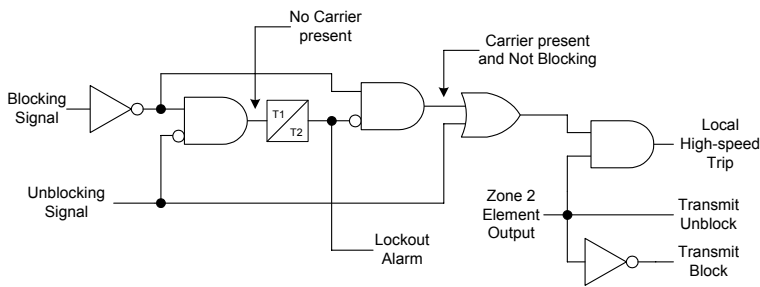 No Carrier
present
Carrier present
and Not Blocking
Blocking
Signal
T1
T2
Local
High-speed
Trip
Unblocking
Signal
Zone 2
Element
Output
Transmit
Unblock
Lockout
Alarm
Transmit
Block